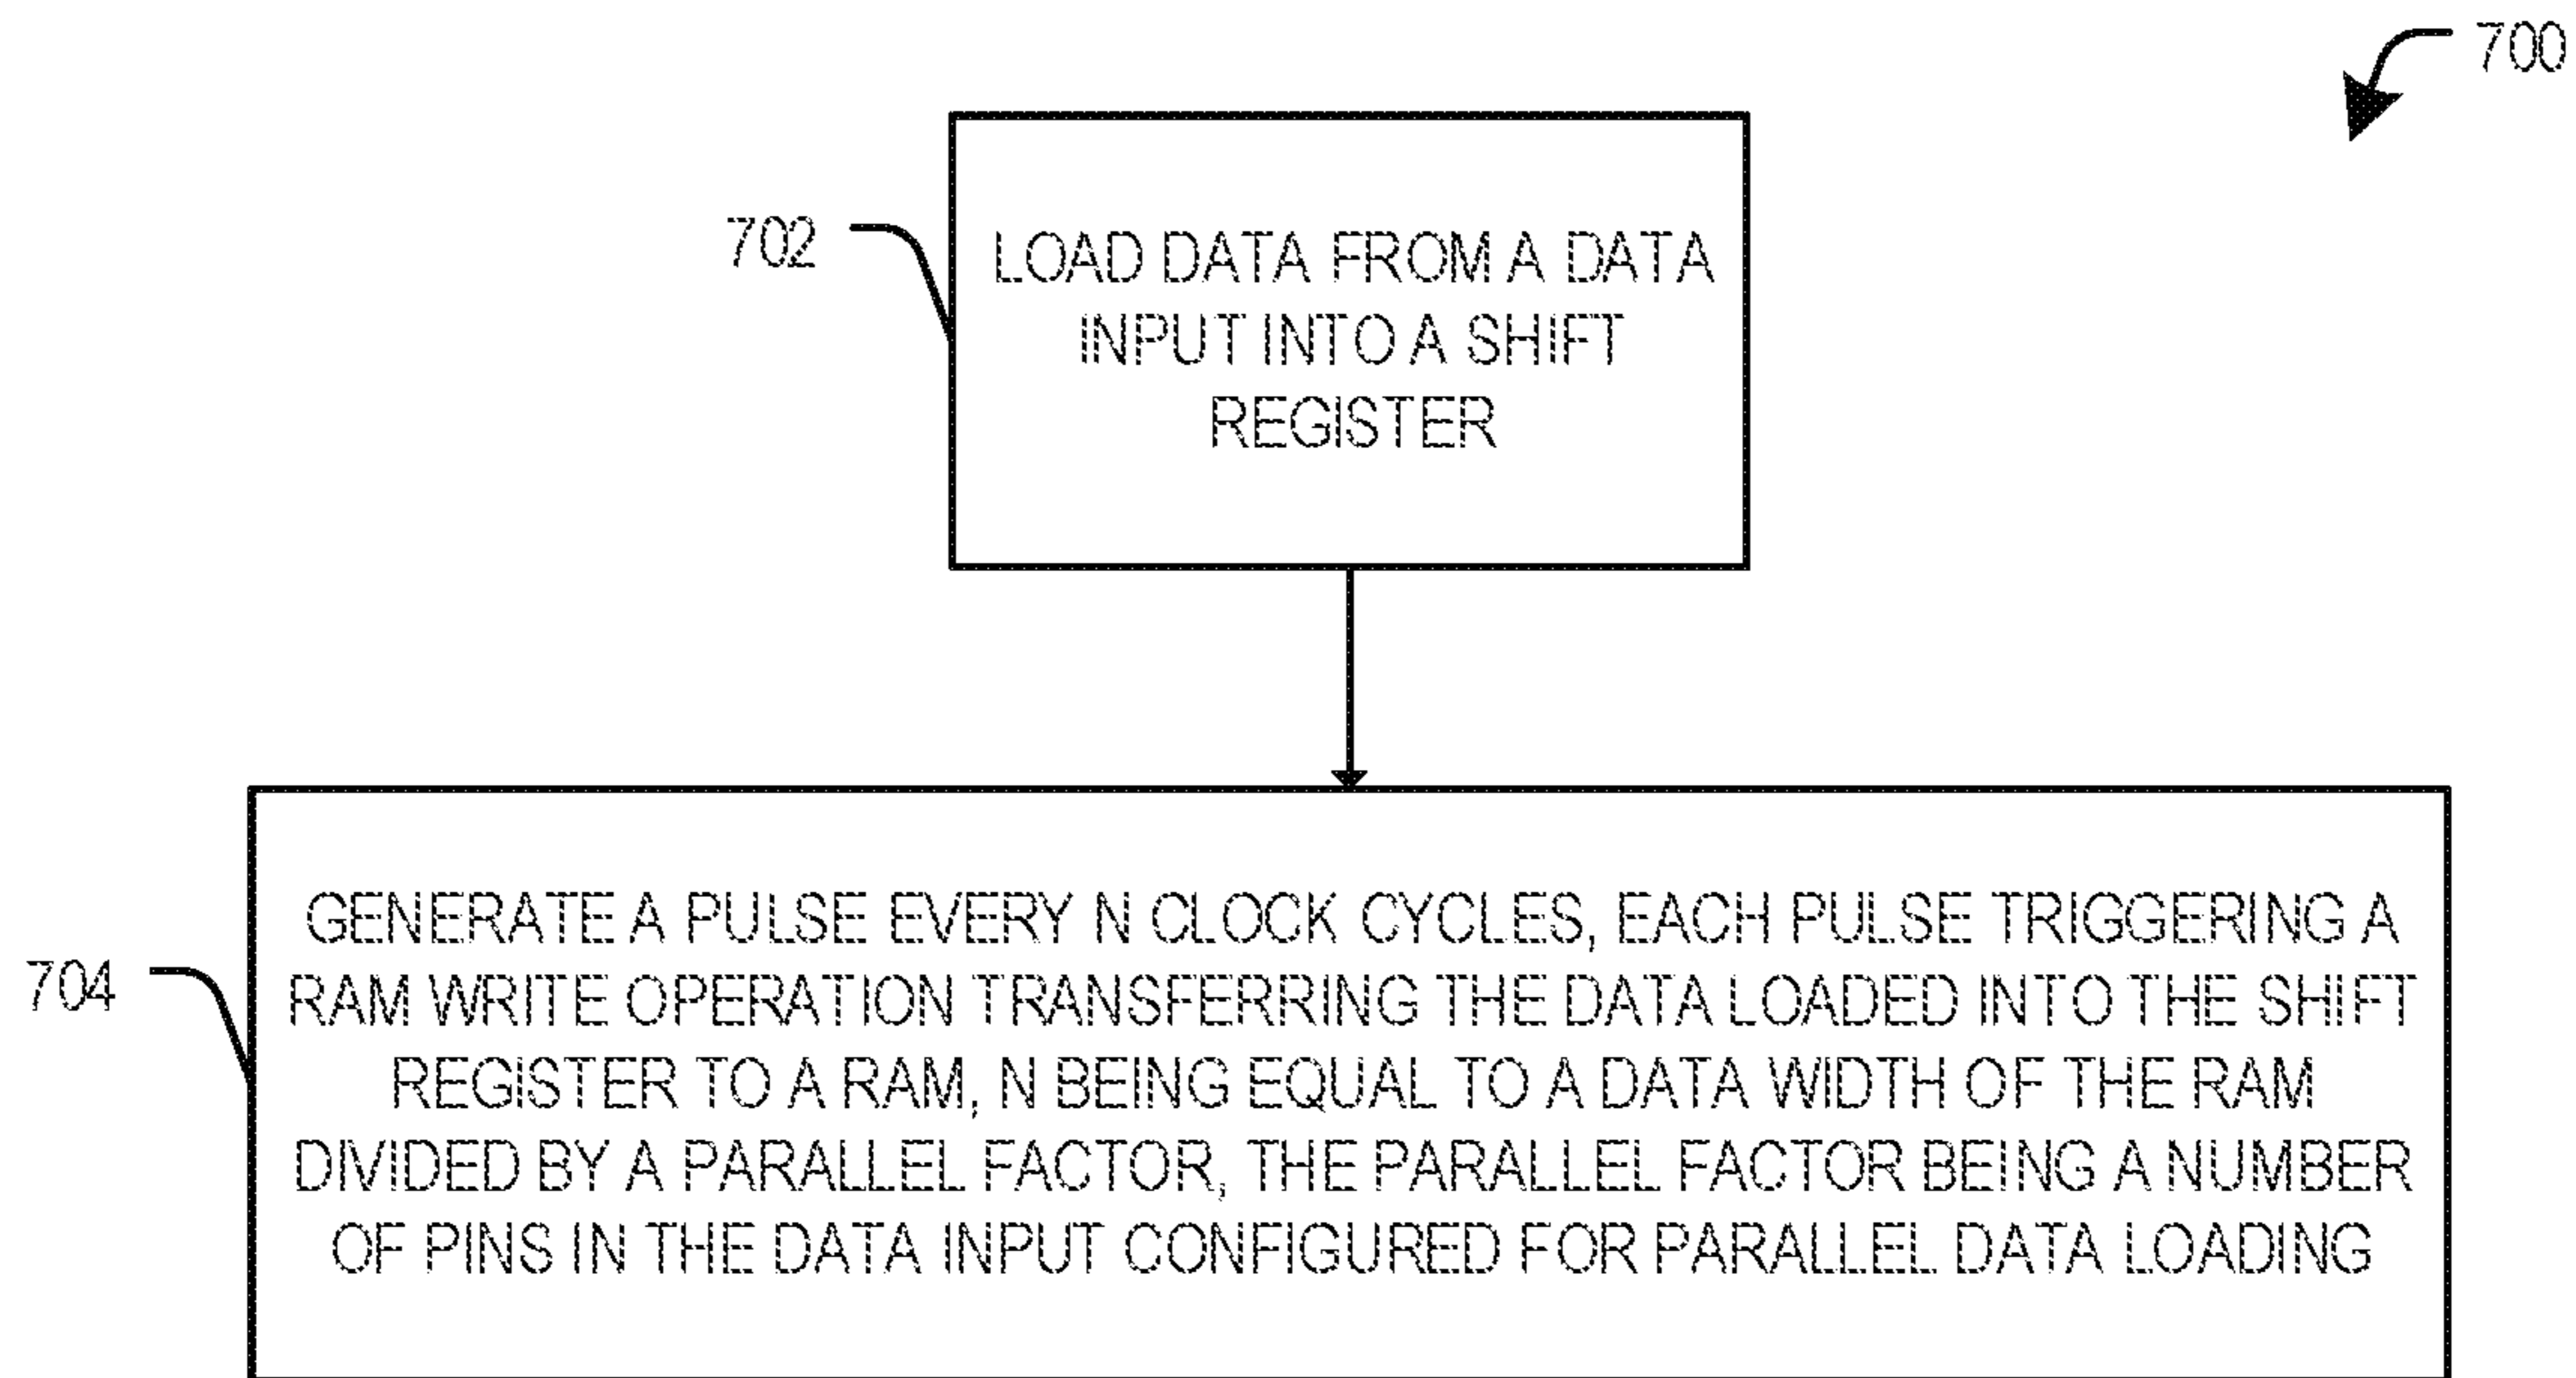 700
702
LOAD DATA FROM A DATA
INPUT INTO A SHIFT
REGISTER
704
GENERATE A PULSE EVERY N CLOCK CYCLES, EACH PULSE TRIGGERING A
RAM WRITE OPERATION TRANSFERRING THE DATA LOADED INTO THE SHIFT
REGISTER TO A RAM, N BEING EQUAL TO A DATA WIDTH OF THE RAM
DIVIDED BY A PARALLEL FACTOR, THE PARALLEL FACTOR BEING A NUMBER
OF PINS IN THE DATA INPUT CONFIGURED FOR PARALLEL DATA LOADING